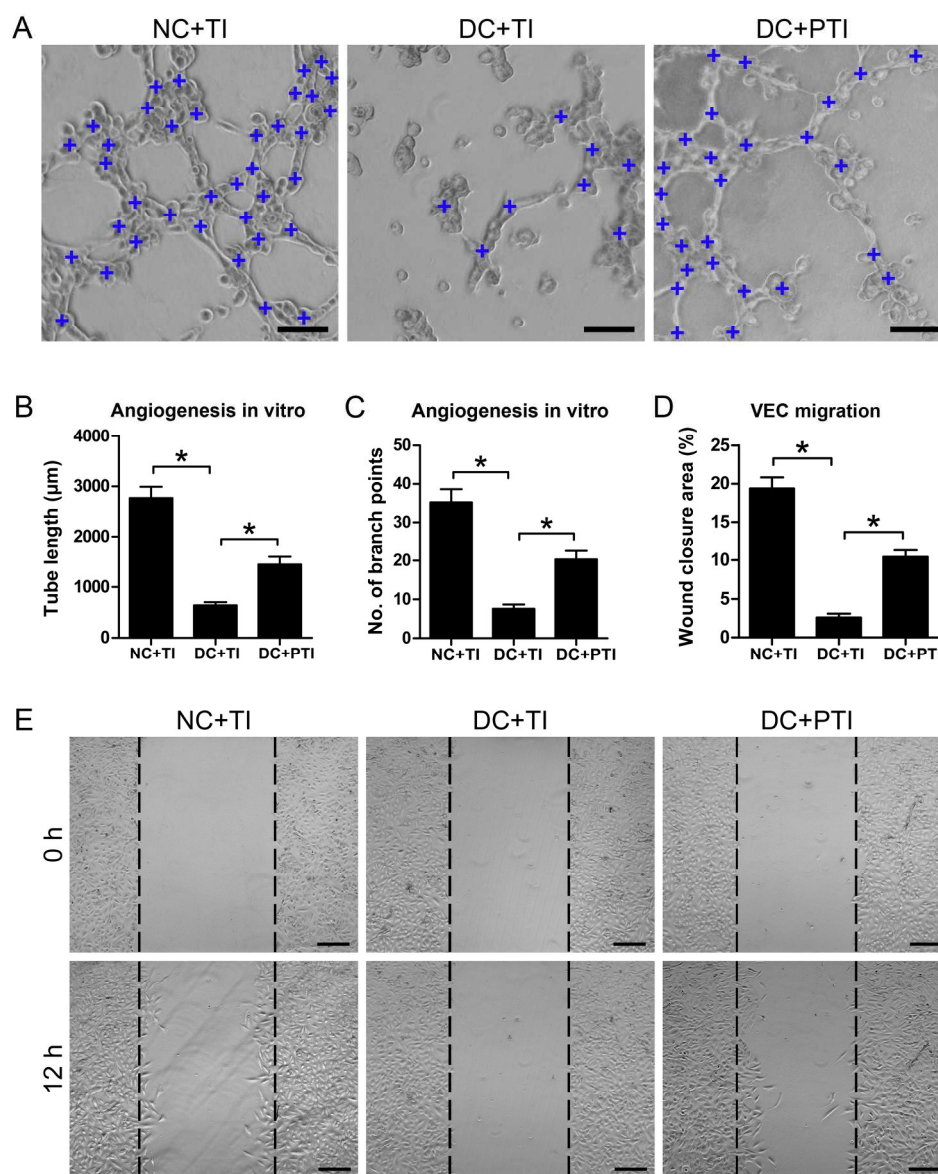 A
NC+TI
DC+TI
DC+PTI
B
Angiogenesis in vitro
Tube length (µm)
4000
3000
2000
1000
0
*
*
NC+TI
DC+TI
DC+PTI
C
Angiogenesis in vitro
No. of branch points
50
40
30
20
10
0
*
*
NC+TI
DC+TI
DC+PTI
D
VEC migration
Wound closure area (%)
25
20
15
10
5
0
*
*
NC+TI
DC+TI
DC+PT
E
NC+TI
DC+TI
DC+PTI
0 h
12 h